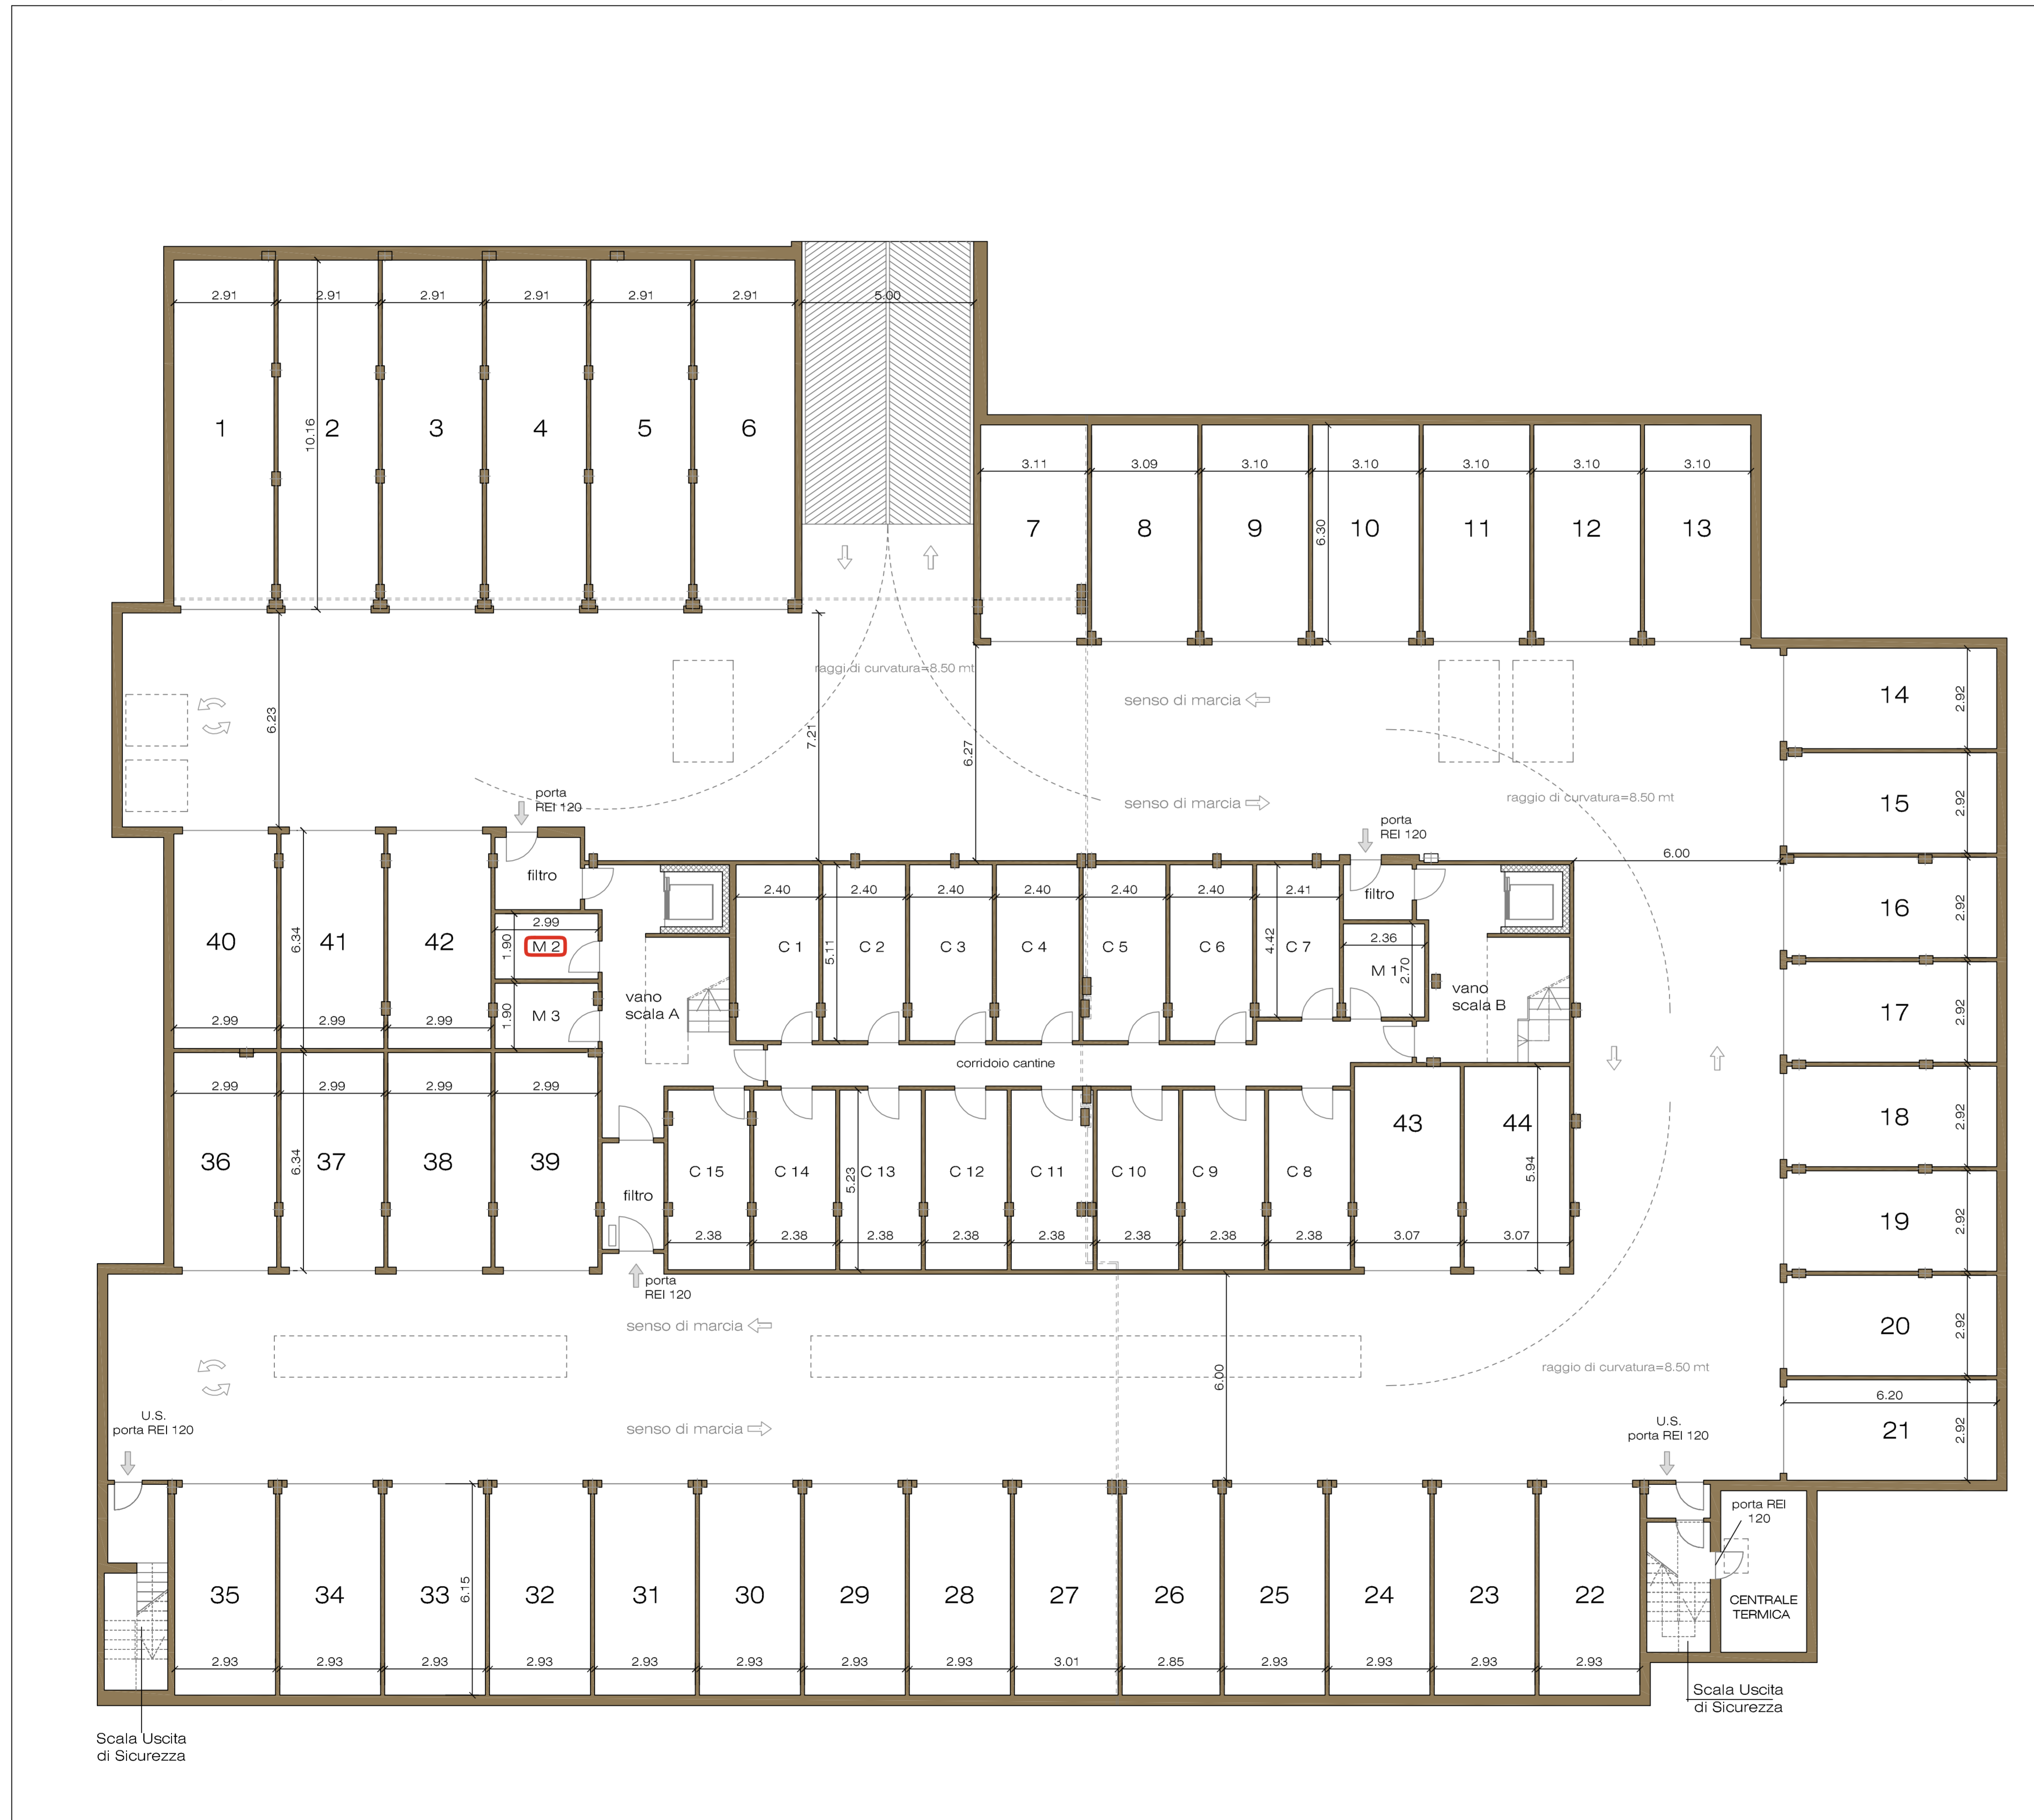 2.91 2.91 2.91 2.91 2.91 2.91 5.00
1 10.16 2 3 4 5 6
3.11 3.09 3.10 3.10 3.10 3.10 3.10
7 8 9 6.30 10 11 12 13
raggi di curvatura=8.50 mt
senso di marcia
6.23
7.21
6.27
senso di marcia
raggio di curvatura=8.50 mt
14 2.92
15 2.92
16 2.92
17 2.92
18 2.92
19 2.92
20 2.92
6.20
21 2.92
porta
REI 120
porta
REI 120
6.00
filtro
filtro
2.40 2.40 2.40 2.40 2.40 2.40 2.41
40 6.34 41 42
2.99
1.90 M 2
C 1 5.11 C 2 C 3 C 4 C 5 C 6 4.42 C 7
2.36
M 1 2.70
vano
scala A
vano
scala B
1.90 M 3
2.99 2.99 2.99
corridoio cantine
2.99 2.99 2.99 2.99
36 6.34 37 38 39
filtro
C 15 C 14 5.23 C 13 C 12 C 11 C 10 C 9 C 8
43 44 5.94
2.38 2.38 2.38 2.38 2.38 2.38 2.38 2.38 3.07 3.07
porta
REI 120
senso di marcia
6.00
raggio di curvatura=8.50 mt
senso di marcia
U.S.
porta REI 120
U.S.
porta REI 120
35 34 33 6.15 32 31 30 29 28 27 26 25 24 23 22
2.93 2.93 2.93 2.93 2.93 2.93 2.93 2.93 3.01 2.85 2.93 2.93 2.93 2.93
porta REI
120
CENTRALE
TERMICA
Scala Uscita
di Sicurezza
Scala Uscita
di Sicurezza